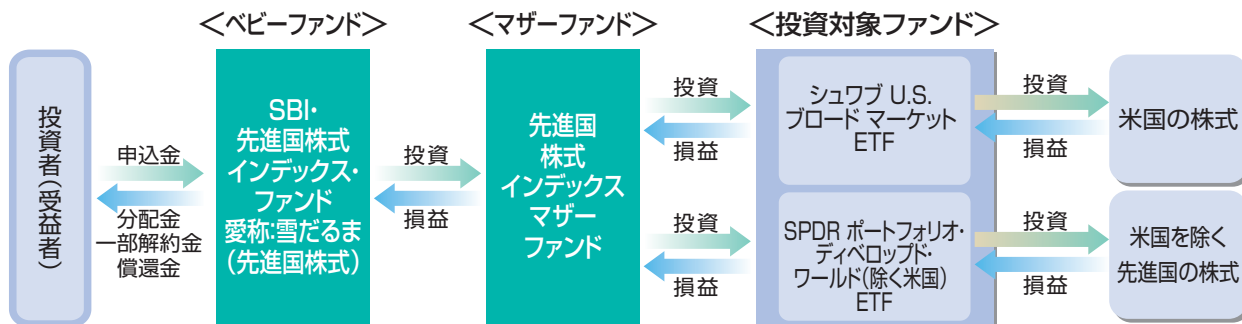 ＜ベビーファンド＞
＜マザーファンド＞
＜投資対象ファンド＞
投資者(受益者)
申込金
分配金
一部解約金
償還金
SBI・
先進国株式
インデックス・
ファンド
愛称:雪だるま
(先進国株式)
投資
損益
先進国
株式
インデックス
マザー
ファンド
投資
損益
投資
損益
シュワブ U.S.
ブロード マーケット
ETF
SPDR ポートフォリオ・
ディベロップド・
ワールド(除く米国)
ETF
投資
損益
投資
損益
米国の株式
米国を除く
先進国の株式